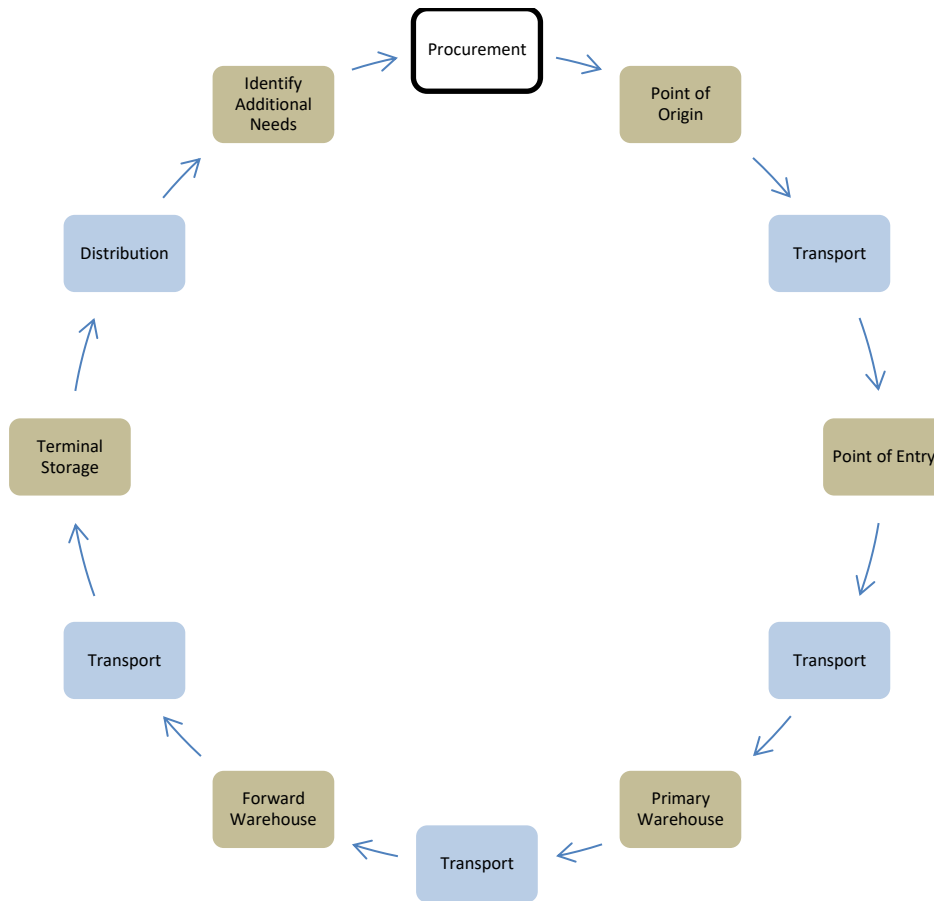 Procurement
Point of
Origin
Transport
Point of Entry
Transport
Primary
Warehouse
Transport
Forward
Warehouse
Transport
Terminal
Storage
Distribution
Identify
Additional
Needs